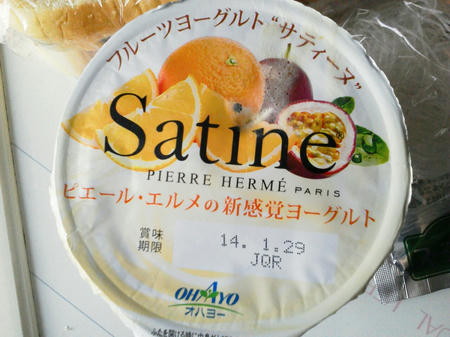 フルーツヨーグルト“サティーヌ”
Satine
PIERRE HERMÉ PARIS
ピエール・エルメの新感覚ヨーグルト
賞味
期限
14.1.29
JQR
OHAYO
オハヨー